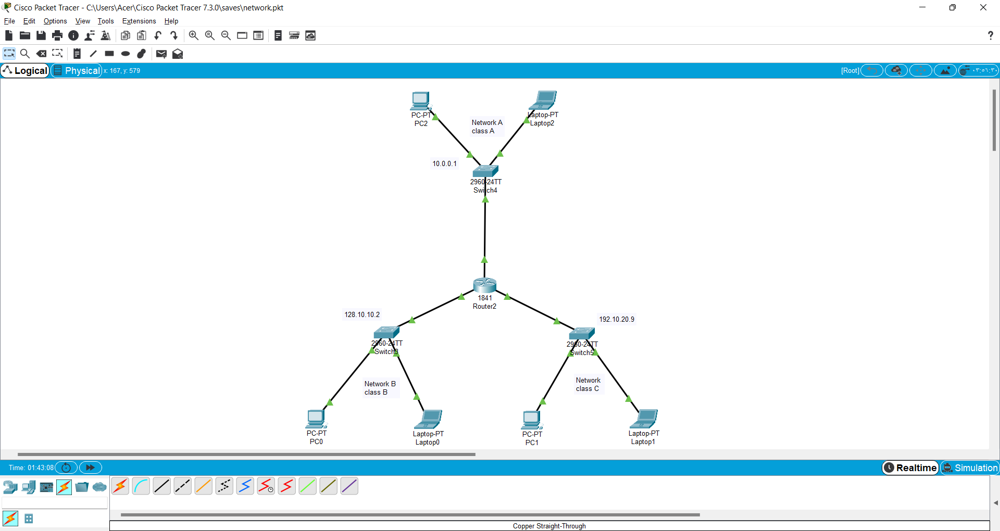 Cisco Packet Tracer - C:\Users\Acer\Cisco Packet Tracer 7.3.0\saves\network.pkt
File Edit Options View Tools Extensions Help
?
Logical Physical x: 167, y: 579 [Root] ٠٣:٥٦:٣٠
PC-PT
PC2
Laptop-PT
Laptop2
Network A
class A
10.0.0.1
2960-24TT
Switch4
1841
Router2
128.10.10.2
192.10.20.9
2960-24TT
Switch3
2960-24TT
Switch5
Network B
class B
Network
class C
PC-PT
PC0
Laptop-PT
Laptop0
PC-PT
PC1
Laptop-PT
Laptop1
Time: 01:43:08 Realtime Simulation
Copper Straight-Through